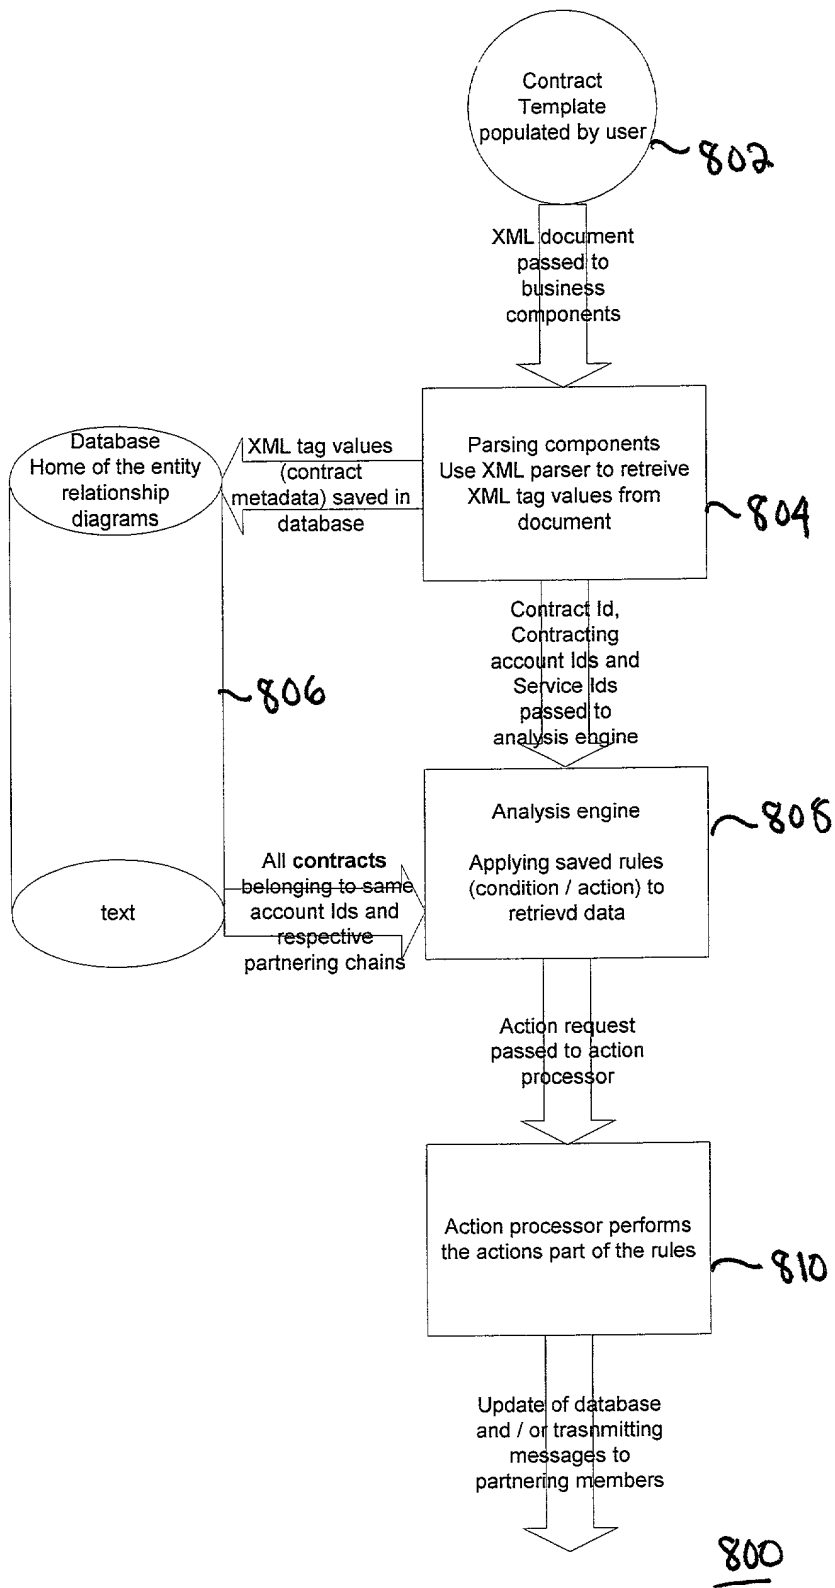 Contract
Template
populated by user
802
XML document
passed to
business
components
Database
Home of the entity
relationship
diagrams
XML tag values
(contract
metadata) saved in
database
Parsing components
Use XML parser to retreive
XML tag values from
document
804
Contract Id,
Contracting
account Ids and
Service Ids
passed to
analysis engine
806
Analysis engine
Applying saved rules
(condition / action) to
retrievd data
808
All contracts
belonging to same
account Ids and
respective
partnering chains
text
Action request
passed to action
processor
Action processor performs
the actions part of the rules
810
Update of database
and / or trasnmitting
messages to
partnering members
800